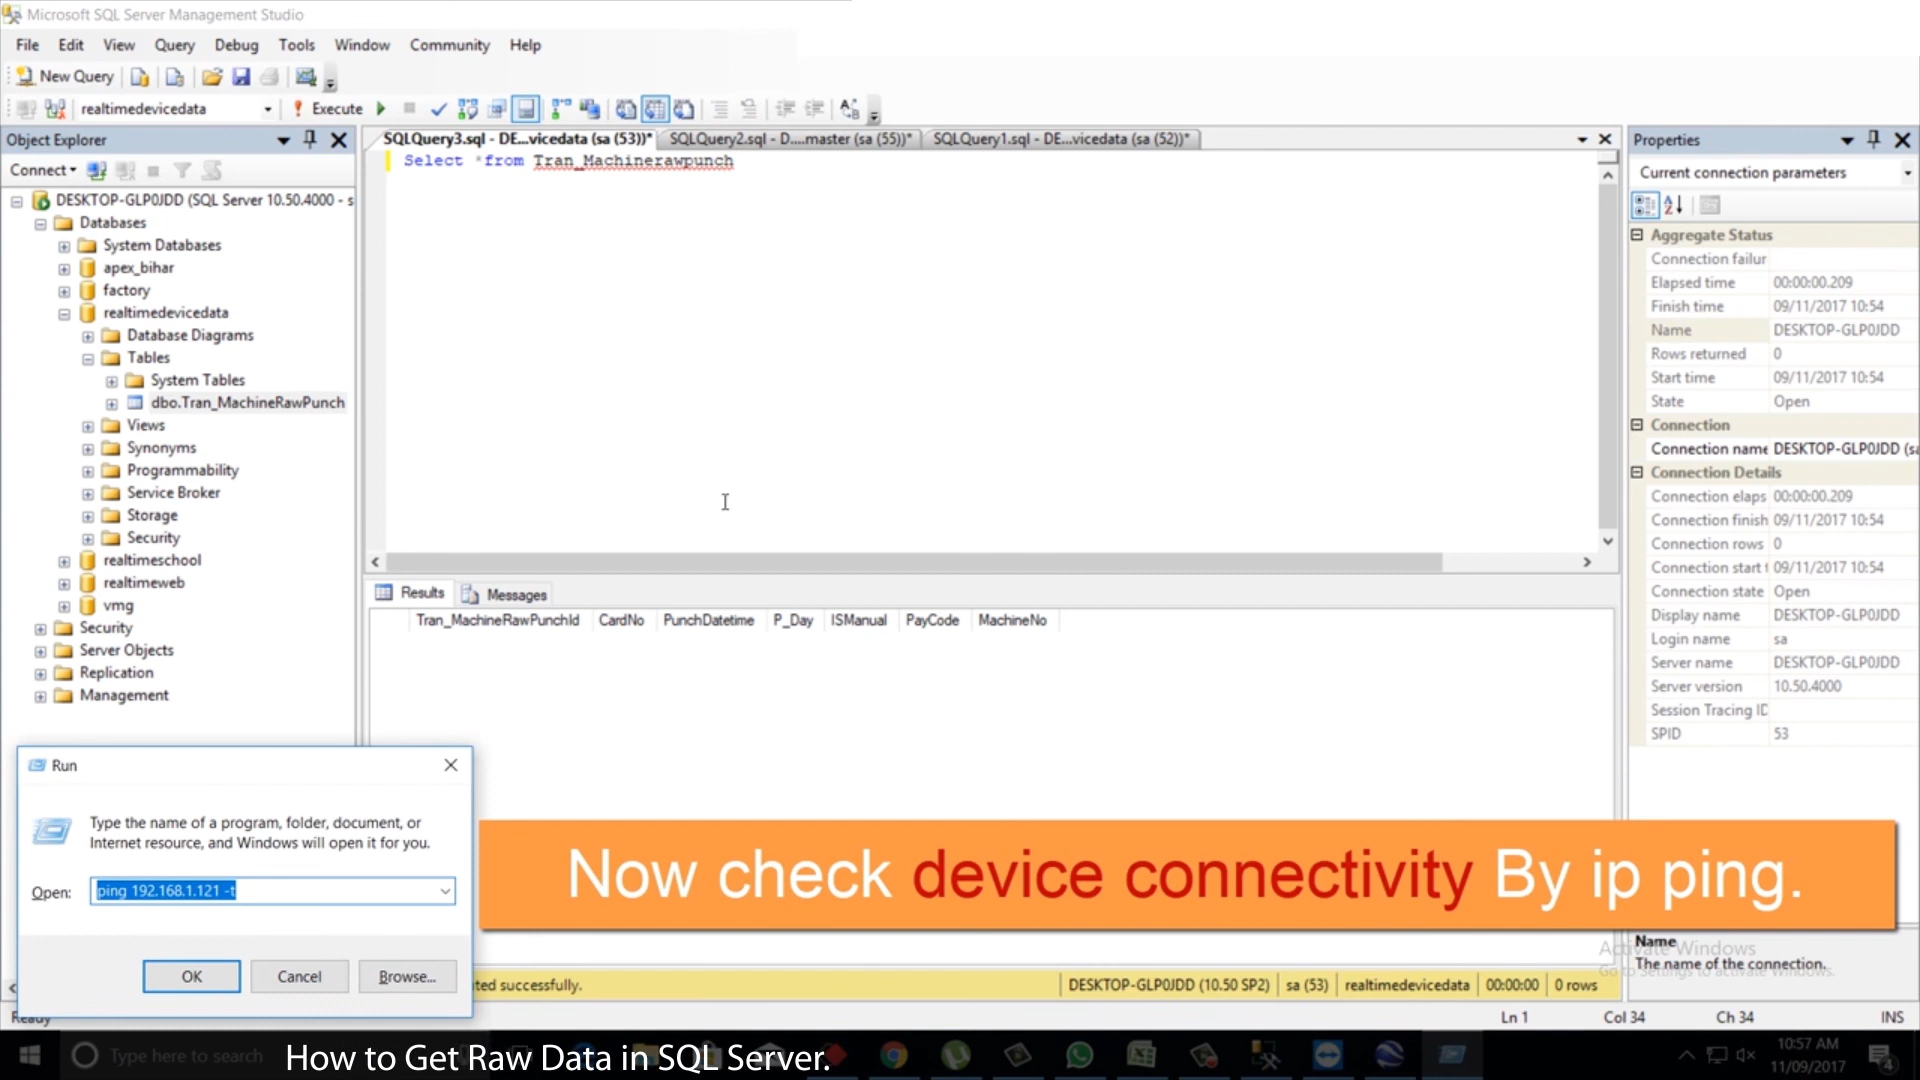 Microsoft SQL Server Management Studio
File Edit View Query Debug Tools Window Community Help
New Query
realtimedevicedata Execute
Object Explorer
Connect
DESKTOP-GLP0JDD (SQL Server 10.50.4000 - s
Databases
System Databases
apex_bihar
factory
realtimedevicedata
Database Diagrams
Tables
System Tables
dbo.Tran_MachineRawPunch
Views
Synonyms
Programmability
Service Broker
Storage
Security
realtimeschool
realtimeweb
vmg
Security
Server Objects
Replication
Management
SQLQuery3.sql - DE...vicedata (sa (53))* SQLQuery2.sql - D....master (sa (55))* SQLQuery1.sql - DE...vicedata (sa (52))*
Select *from Tran_Machinerawpunch
Results Messages
Tran_MachineRawPunchId CardNo PunchDatetime P_Day ISManual PayCode MachineNo
Properties
Current connection parameters
Aggregate Status
Connection failur
Elapsed time 00:00:00.209
Finish time 09/11/2017 10:54
Name DESKTOP-GLP0JDD
Rows returned 0
Start time 09/11/2017 10:54
State Open
Connection
Connection name DESKTOP-GLP0JDD (sa
Connection Details
Connection elaps 00:00:00.209
Connection finish 09/11/2017 10:54
Connection rows 0
Connection start t 09/11/2017 10:54
Connection state Open
Display name DESKTOP-GLP0JDD
Login name sa
Server name DESKTOP-GLP0JDD
Server version 10.50.4000
Session Tracing ID
SPID 53
Name
The name of the connection.
Activate Windows
Go to Settings to activate Windows.
Run
Type the name of a program, folder, document, or
Internet resource, and Windows will open it for you.
Open: ping 192.168.1.121 -t
OK Cancel Browse...
Now check device connectivity By ip ping.
ted successfully. DESKTOP-GLP0JDD (10.50 SP2) sa (53) realtimedevicedata 00:00:00 0 rows
Ready Ln 1 Col 34 Ch 34 INS
Type here to search
How to Get Raw Data in SQL Server.
10:57 AM
11/09/2017
4